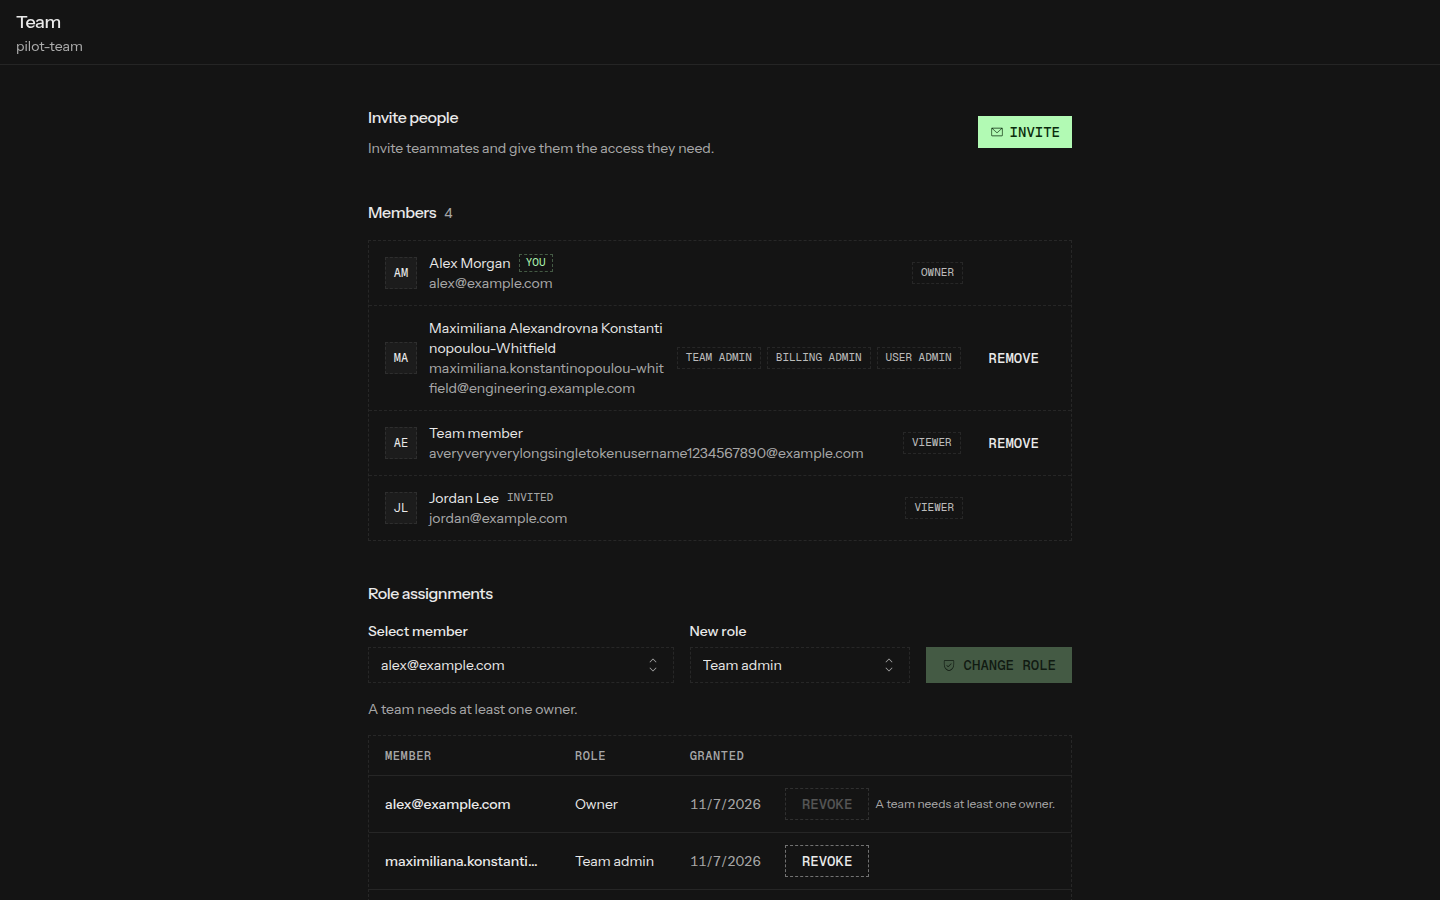 Team
pilot-team
Invite people
Invite teammates and give them the access they need.
INVITE
Members 4
AM
Alex Morgan YOU
alex@example.com
OWNER
MA
Maximiliana Alexandrovna Konstanti
nopoulou-Whitfield
maximiliana.konstantinopoulou-whit
field@engineering.example.com
TEAM ADMIN BILLING ADMIN USER ADMIN REMOVE
AE
Team member
averyveryverylongsingletokenusername1234567890@example.com
VIEWER REMOVE
JL
Jordan Lee INVITED
jordan@example.com
VIEWER
Role assignments
Select member New role
alex@example.com Team admin CHANGE ROLE
A team needs at least one owner.
MEMBER ROLE GRANTED
alex@example.com Owner 11/7/2026 REVOKE A team needs at least one owner.
maximiliana.konstanti... Team admin 11/7/2026 REVOKE